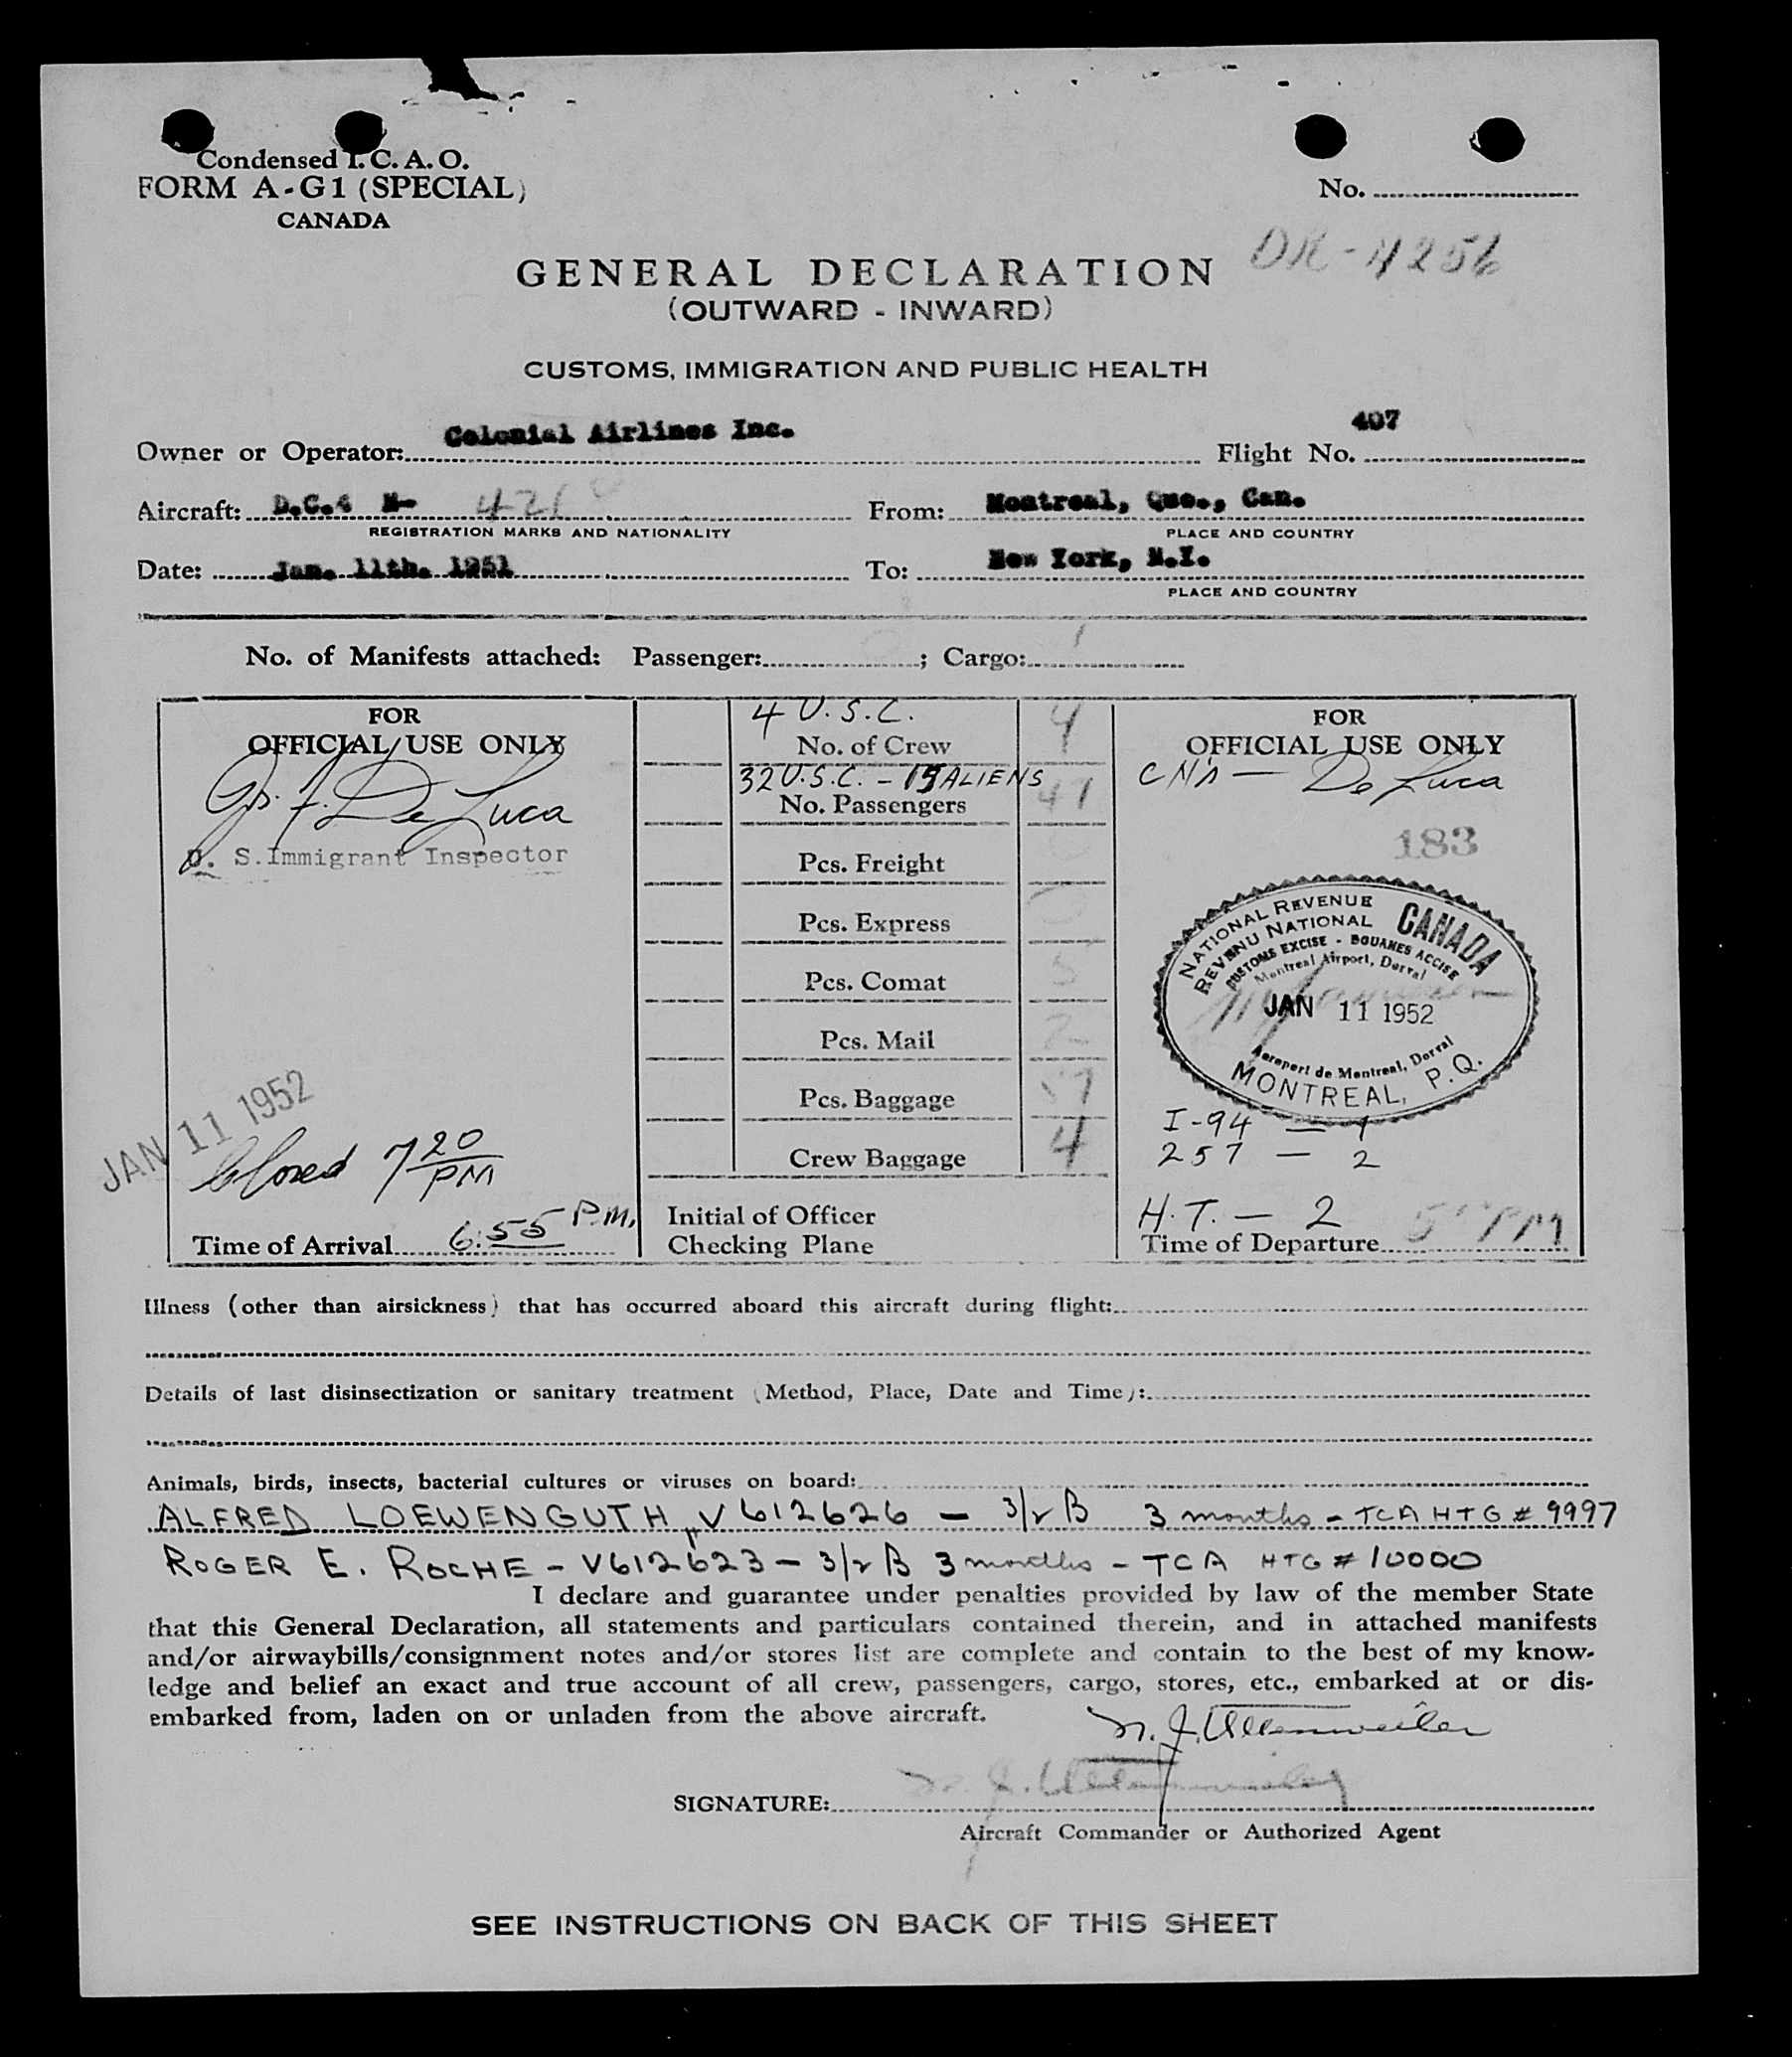 Condensed I.C.A.O.
FORM A-G1 (SPECIAL)
CANADA
No.
GENERAL DECLARATION
(OUTWARD - INWARD)
CUSTOMS, IMMIGRATION AND PUBLIC HEALTH
Owner or Operator: Colonial Airlines Inc. Flight No. 407
Aircraft: D.C.4 N- From: Montreal, Que., Can.
REGISTRATION MARKS AND NATIONALITY PLACE AND COUNTRY
Date: Jan. 11th. 1951 To: New York, N.Y.
PLACE AND COUNTRY
No. of Manifests attached: Passenger: ; Cargo: 1
FOR
OFFICIAL USE ONLY
De Luca
U. S. Immigrant Inspector
JAN 11 1952
Closed 7 20 PM
Time of Arrival 6:55 P.M.
4 U.S.C.
No. of Crew 4
32 U.S.C. - 15 ALIENS
No. Passengers 47
Pcs. Freight
Pcs. Express
Pcs. Comat 5
Pcs. Mail 2
Pcs. Baggage 57
Crew Baggage 4
Initial of Officer
Checking Plane
FOR
OFFICIAL USE ONLY
De Luca
183
NATIONAL REVENUE CANADA
REVENU NATIONAL
CUSTOMS EXCISE - DOUANES ACCISE
Montreal Airport, Dorval
JAN 11 1952
Aeroport de Montreal, Dorval
MONTREAL, P.Q.
I-94 — 9
257 — 2
H.T. — 2
Time of Departure PM
Illness (other than airsickness) that has occurred aboard this aircraft during flight:
Details of last disinsectization or sanitary treatment (Method, Place, Date and Time):
Animals, birds, insects, bacterial cultures or viruses on board:
ALFRED LOEWENGUTH, V 612626 — 3/2 B 3 months - TCA HTG # 9997
ROGER E. ROCHE - V612623 - 3/2 B 3 months - TCA HTG # 10000
I declare and guarantee under penalties provided by law of the member State
that this General Declaration, all statements and particulars contained therein, and in attached manifests
and/or airwaybills/consignment notes and/or stores list are complete and contain to the best of my know-
ledge and belief an exact and true account of all crew, passengers, cargo, stores, etc., embarked at or dis-
embarked from, laden on or unladen from the above aircraft.
SIGNATURE:
Aircraft Commander or Authorized Agent
SEE INSTRUCTIONS ON BACK OF THIS SHEET